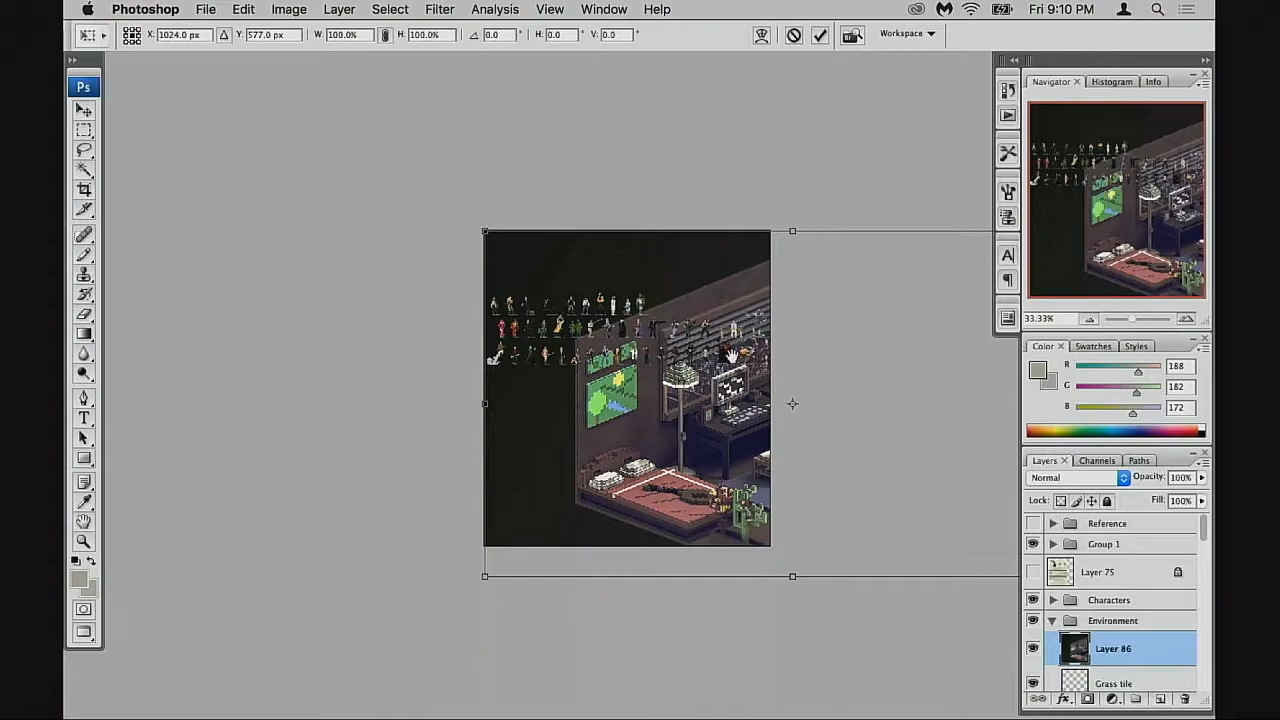 Photoshop File Edit Image Layer Select Filter Analysis View Window Help Fri 9:10 PM
X: 1024.0 px Y: 577.0 px W: 100.0% H: 100.0% 0.0 ° H: 0.0 ° V: 0.0 ° Workspace
Ps
Navigator Histogram Info
33.33%
Color Swatches Styles
R 188
G 182
B 172
Layers Channels Paths
Normal Opacity: 100%
Lock: Fill: 100%
Reference
Group 1
Layer 75
Characters
Environment
Layer 86
Grass tile